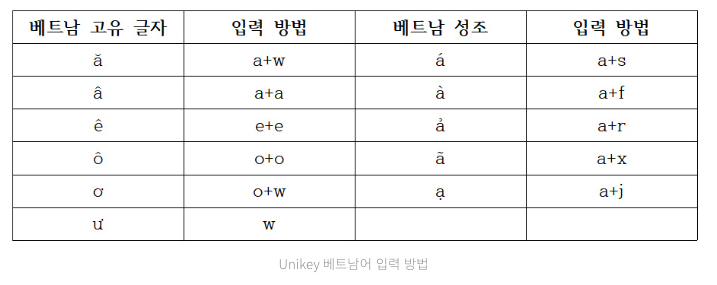 베트남 고유 글자 입력 방법 베트남 성조 입력 방법
ă a+w á a+s
â a+a à a+f
ê e+e ả a+r
ô o+o ã a+x
ơ o+w ạ a+j
ư w
Unikey 베트남어 입력 방법